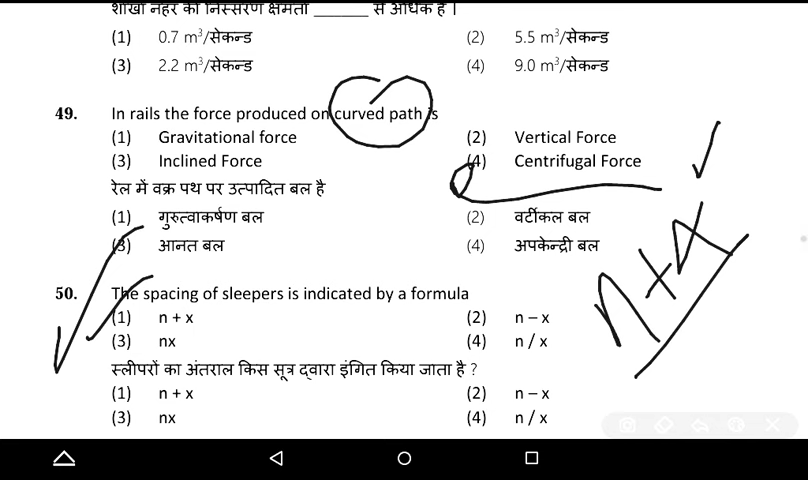 शाखा नहर की निस्सरण क्षमता _______ से अधिक है |
(1) 0.7 m³/सेकन्ड (2) 5.5 m³/सेकन्ड
(3) 2.2 m³/सेकन्ड (4) 9.0 m³/सेकन्ड
49. In rails the force produced on curved path is
(1) Gravitational force (2) Vertical Force
(3) Inclined Force (4) Centrifugal Force
रेल में वक्र पथ पर उत्पादित बल है
(1) गुरुत्वाकर्षण बल (2) वर्टीकल बल
(3) आनत बल (4) अपकेन्द्री बल
n+4
50. The spacing of sleepers is indicated by a formula
(1) n + x (2) n – x
(3) nx (4) n / x
स्लीपरों का अंतराल किस सूत्र द्वारा इंगित किया जाता है ?
(1) n + x (2) n – x
(3) nx (4) n / x